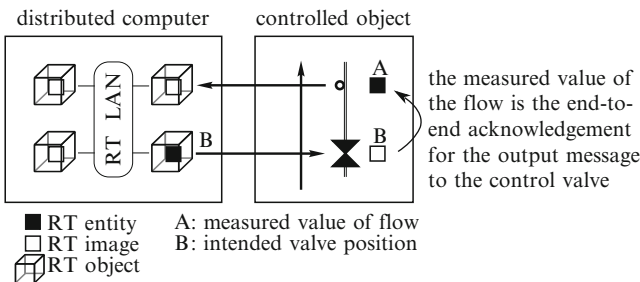 distributed computer
controlled object
RT LAN
B
A
B
the measured value of
the flow is the end-to-
end acknowledgement
for the output message
to the control valve
RT entity
RT image
RT object
A: measured value of flow
B: intended valve position